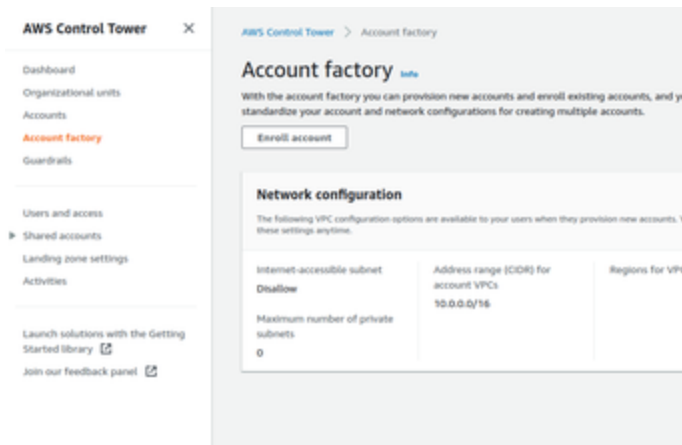 AWS Control Tower
Dashboard
Organizational units
Accounts
Account factory
Guardrails
Users and access
Shared accounts
Landing zone settings
Activities
Launch solutions with the Getting
Started library
Join our feedback panel
AWS Control Tower > Account factory
Account factory Info
With the account factory you can provision new accounts and enroll existing accounts, and
standardize your account and network configurations for creating multiple accounts.
Enroll account
Network configuration
The following VPC configuration options are available to your users when they provision new accounts.
these settings anytime.
Internet-accessible subnet
Disallow
Maximum number of private
subnets
0
Address range (CIDR) for
account VPCs
10.0.0.0/16
Regions for